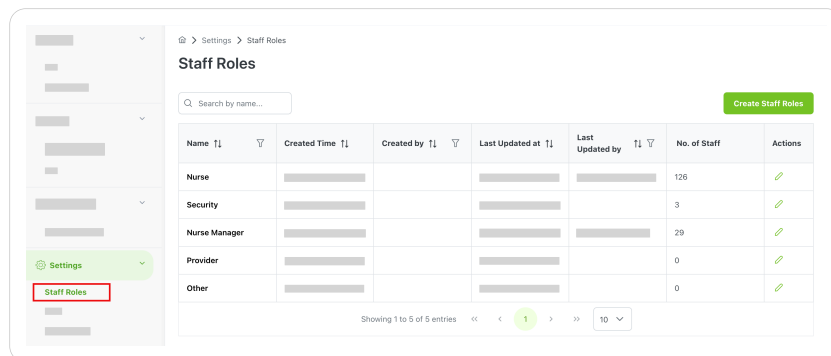 Settings > Staff Roles
Staff Roles
Search by name...
Create Staff Roles
Name Created Time Created by Last Updated at Last Updated by No. of Staff Actions
Nurse 126
Security 3
Nurse Manager 29
Provider 0
Other 0
Showing 1 to 5 of 5 entries << < 1 > >> 10
Settings
Staff Roles